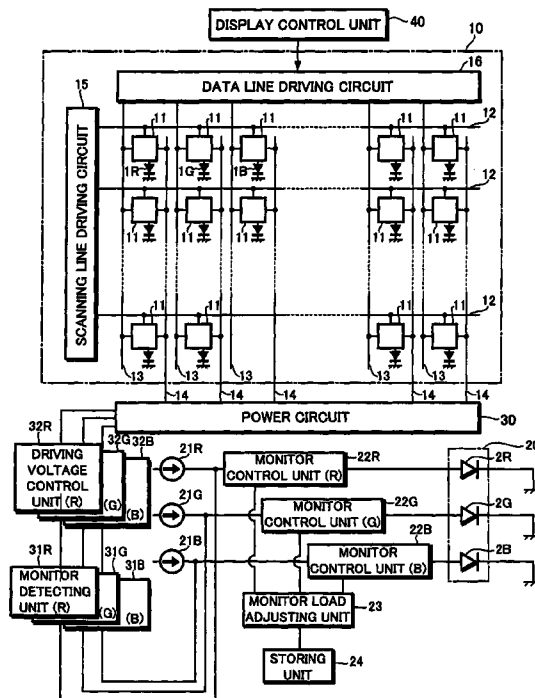 DISPLAY CONTROL UNIT
40
10
16
DATA LINE DRIVING CIRCUIT
15
SCANNING LINE DRIVING CIRCUIT
11 11 11 11 11 12
1R 1G 1B
12
11 11 11 11 11
11 11 11 11 12
13 13 13 13 13
14 14 14 14
POWER CIRCUIT
30
32R
32G
32B
DRIVING
VOLTAGE
CONTROL
UNIT (R)
(G)
(B)
21R
21G
21B
MONITOR
CONTROL UNIT (R)
22R
MONITOR
CONTROL UNIT (G)
22G
MONITOR
CONTROL UNIT (B)
22B
20
2R
2G
2B
31R
31G
31B
MONITOR
DETECTING
UNIT (R)
(G)
(B)
MONITOR LOAD
ADJUSTING UNIT
23
STORING
UNIT
24